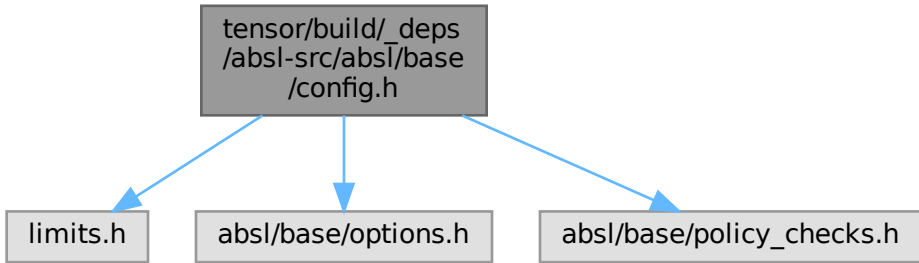 tensor/build/_deps
/absl-src/absl/base
/config.h
limits.h
absl/base/options.h
absl/base/policy_checks.h